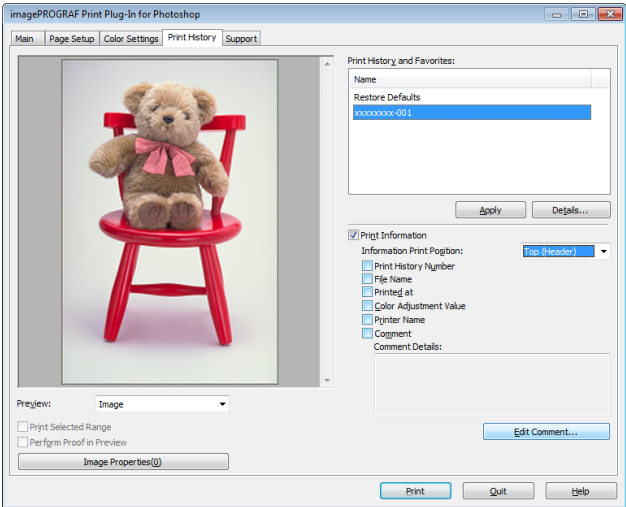 imagePROGRAF Print Plug-In for Photoshop
Main Page Setup Color Settings Print History Support
Print History and Favorites:
Name
Restore Defaults
xxxxxxxx-001
Apply Details...
Print Information
Information Print Position: Top (Header)
Print History Number
File Name
Printed at
Color Adjustment Value
Printer Name
Comment
Comment Details:
Preview: Image
Print Selected Range
Perform Proof in Preview
Edit Comment...
Image Properties(0)
Print Quit Help